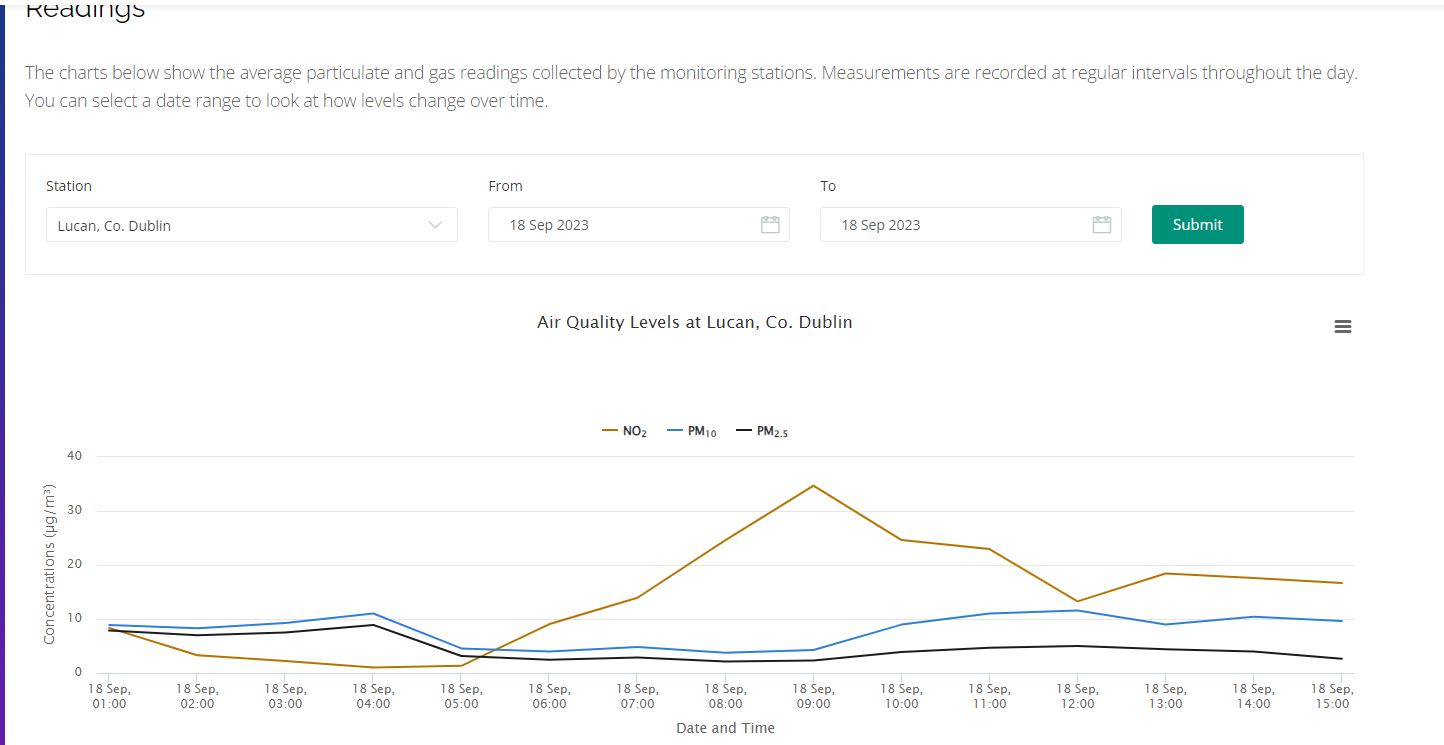 Readings
The charts below show the average particulate and gas readings collected by the monitoring stations. Measurements are recorded at regular intervals throughout the day.
You can select a date range to look at how levels change over time.
Station
From
To
Lucan, Co. Dublin
18 Sep 2023
18 Sep 2023
Submit
Air Quality Levels at Lucan, Co. Dublin
NO₂ PM₁₀ PM₂.₅
40
30
20
10
0
Concentrations (µg/m³)
18 Sep, 18 Sep, 18 Sep, 18 Sep, 18 Sep, 18 Sep, 18 Sep, 18 Sep, 18 Sep, 18 Sep, 18 Sep, 18 Sep, 18 Sep, 18 Sep, 18 Sep,
01:00 02:00 03:00 04:00 05:00 06:00 07:00 08:00 09:00 10:00 11:00 12:00 13:00 14:00 15:00
Date and Time